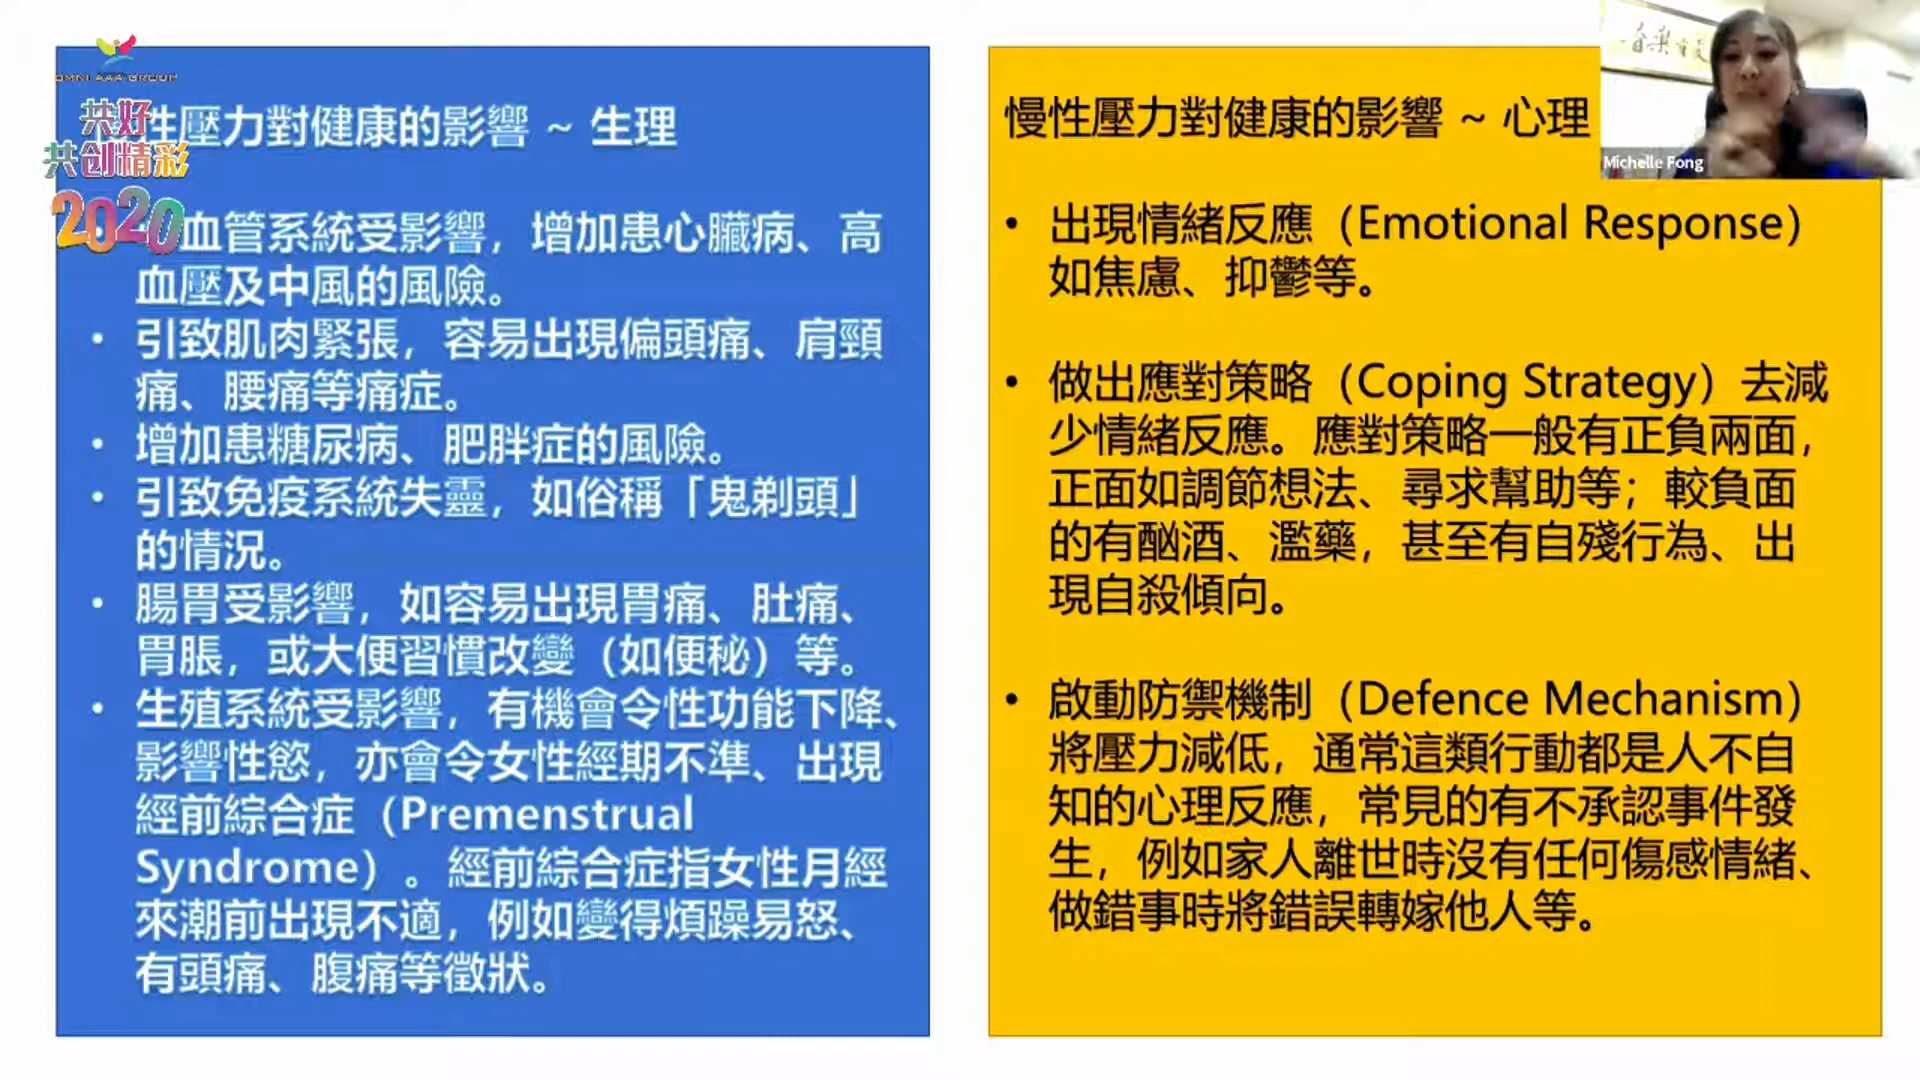 OMNI AAA GROUP
共好
共创精彩
2020
性壓力對健康的影響 ~ 生理
血管系統受影響，增加患心臟病、高
血壓及中風的風險。
• 引致肌肉緊張，容易出現偏頭痛、肩頸
痛、腰痛等痛症。
• 增加患糖尿病、肥胖症的風險。
• 引致免疫系統失靈，如俗稱「鬼剃頭」
的情況。
• 腸胃受影響，如容易出現胃痛、肚痛、
胃脹，或大便習慣改變（如便秘）等。
• 生殖系統受影響，有機會令性功能下降、
影響性慾，亦會令女性經期不準、出現
經前綜合症（Premenstrual
Syndrome）。經前綜合症指女性月經
來潮前出現不適，例如變得煩躁易怒、
有頭痛、腹痛等徵狀。
慢性壓力對健康的影響 ~ 心理
• 出現情緒反應（Emotional Response）
如焦慮、抑鬱等。
• 做出應對策略（Coping Strategy）去減
少情緒反應。應對策略一般有正負兩面，
正面如調節想法、尋求幫助等；較負面
的有酗酒、濫藥，甚至有自殘行為、出
現自殺傾向。
• 啟動防禦機制（Defence Mechanism）
將壓力減低，通常這類行動都是人不自
知的心理反應，常見的有不承認事件發
生，例如家人離世時沒有任何傷感情緒、
做錯事時將錯誤轉嫁他人等。
Michelle Fong